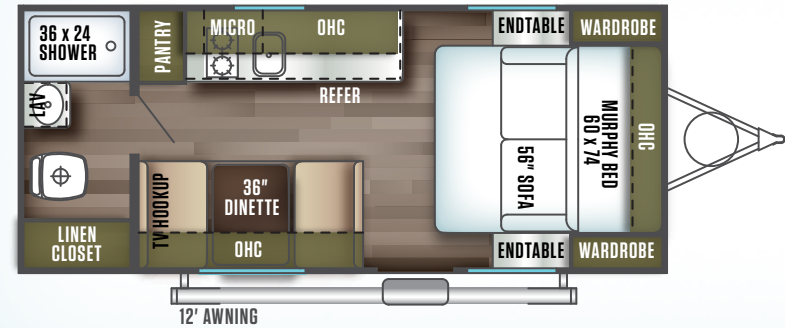 36 x 24
SHOWER
PANTRY
MICRO
OHC
ENDTABLE
WARDROBE
LAV
REFER
56" SOFA
MURPHY BED
60 x 74
OHC
TV HOOKUP
36"
DINETTE
OHC
LINEN
CLOSET
ENDTABLE
WARDROBE
12' AWNING